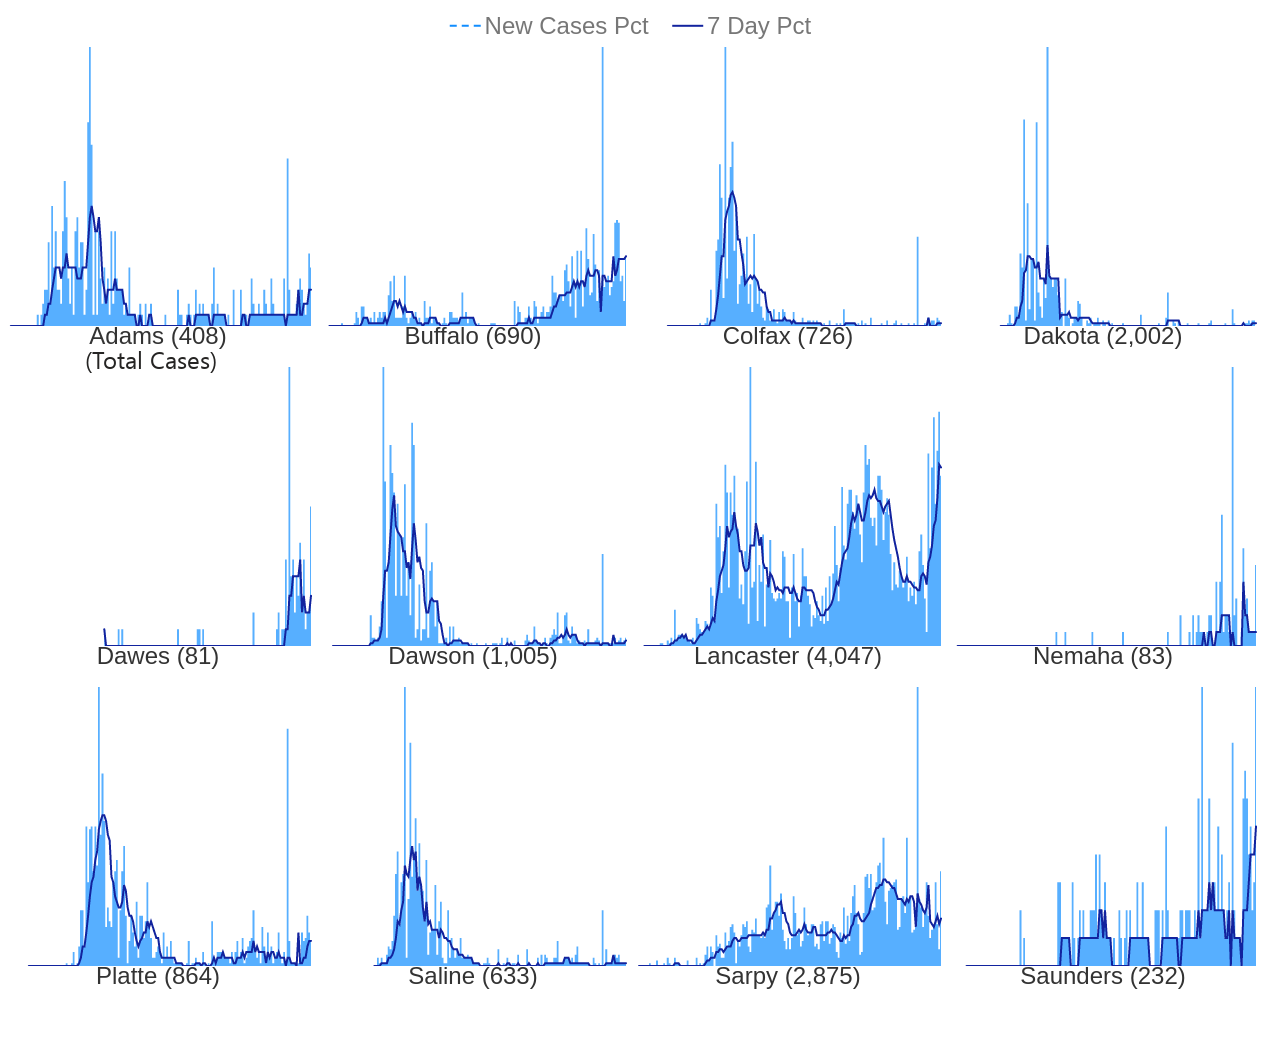 New Cases Pct 7 Day Pct
Adams (408) Buffalo (690) Colfax (726) Dakota (2,002)
(Total Cases)
Dawes (81) Dawson (1,005) Lancaster (4,047) Nemaha (83)
Platte (864) Saline (633) Sarpy (2,875) Saunders (232)